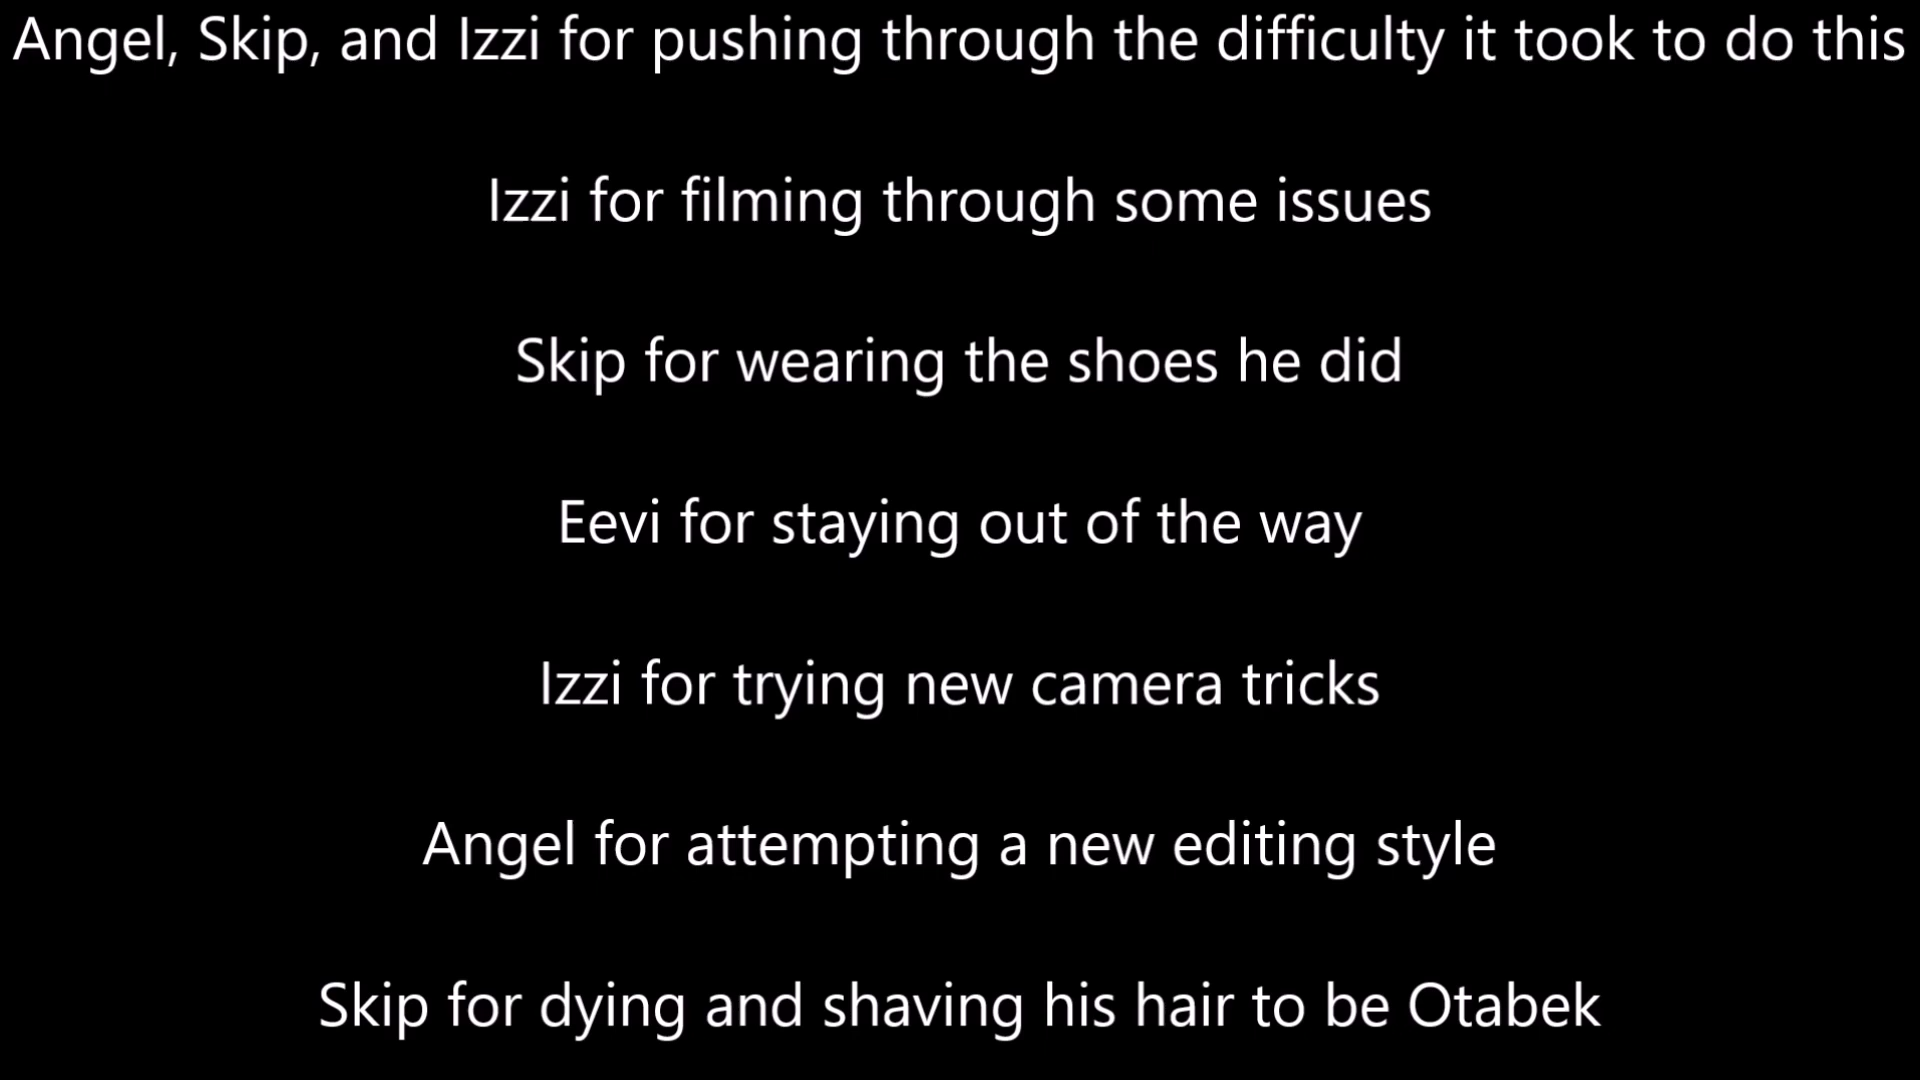 Angel, Skip, and Izzi for pushing through the difficulty it took to do this
Izzi for filming through some issues
Skip for wearing the shoes he did
Eevi for staying out of the way
Izzi for trying new camera tricks
Angel for attempting a new editing style
Skip for dying and shaving his hair to be Otabek